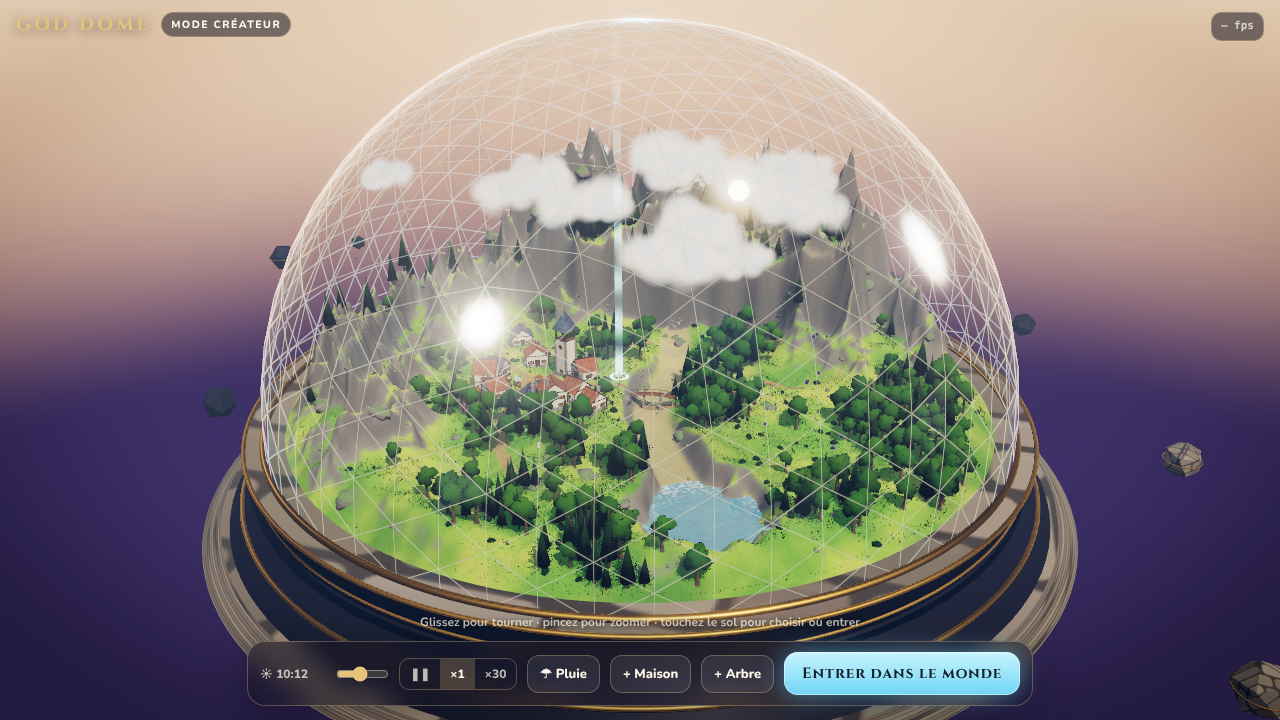 GOD DOME
MODE CRÉATEUR
— fps
Glissez pour tourner · pincez pour zoomer · touchez le sol pour choisir où entrer
☀ 10:12
❚❚
×1
×30
☂ Pluie
+ Maison
+ Arbre
ENTRER DANS LE MONDE